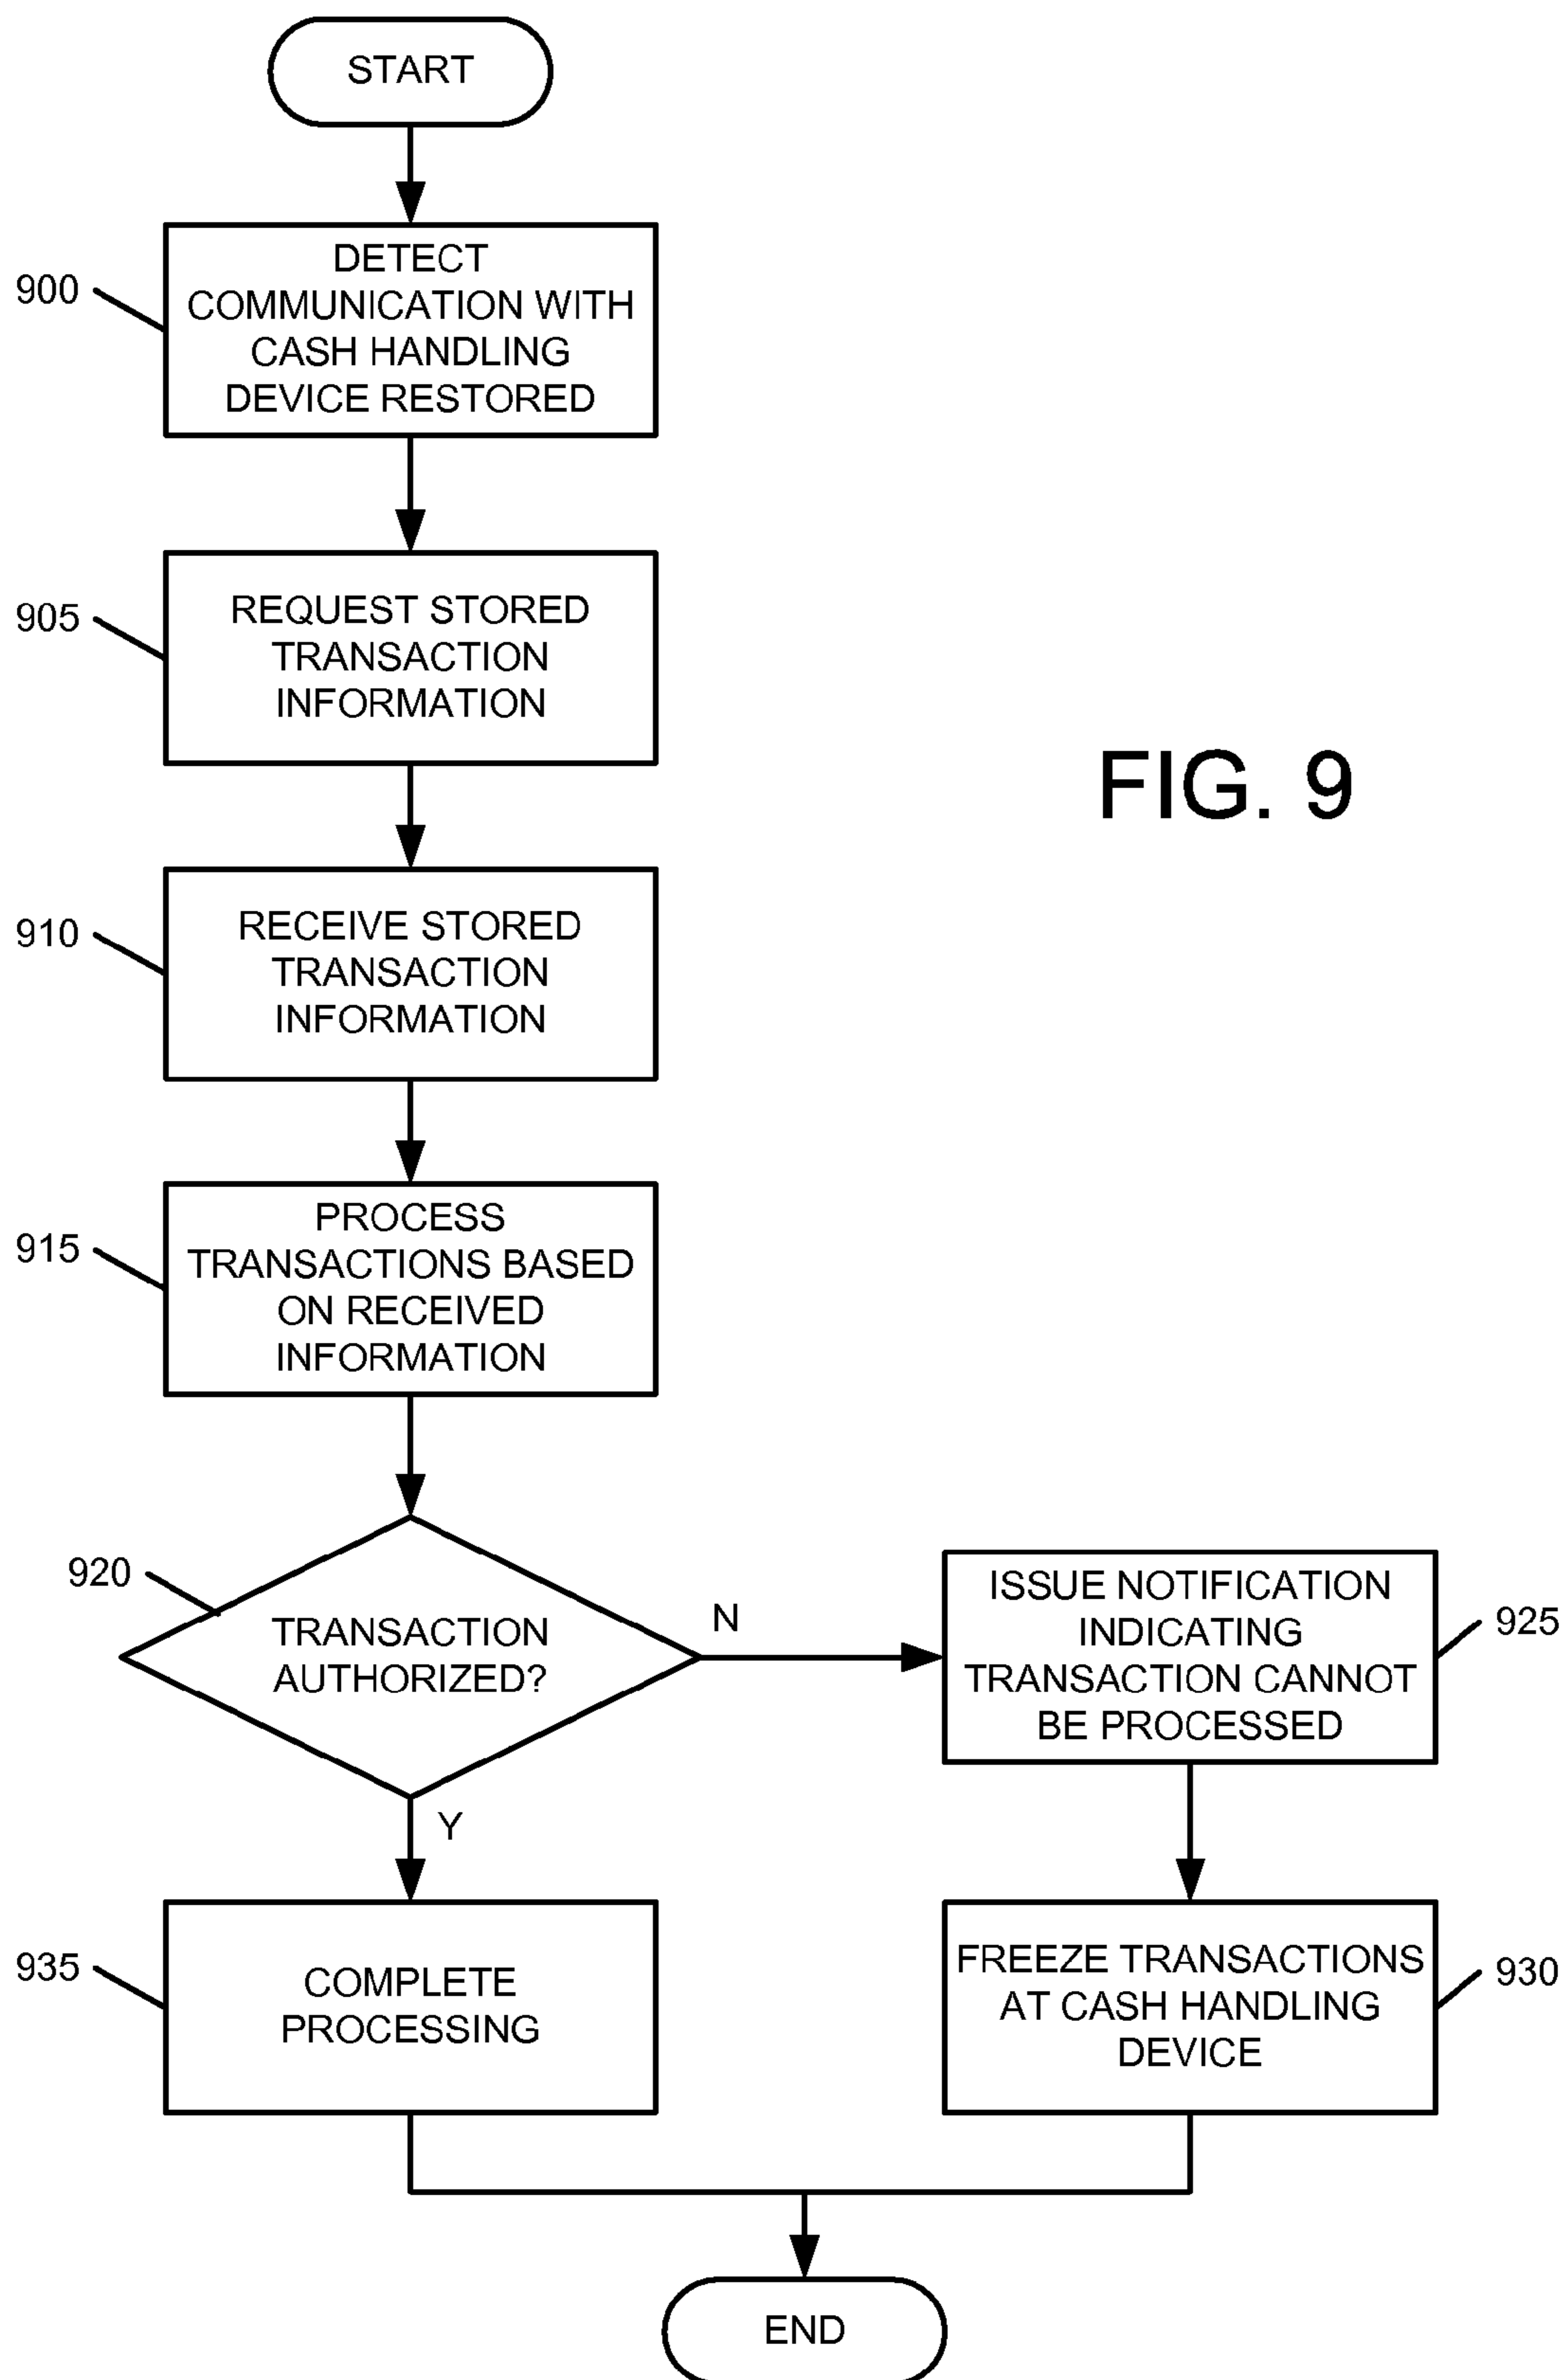 START
900
DETECT
COMMUNICATION WITH
CASH HANDLING
DEVICE RESTORED
905
REQUEST STORED
TRANSACTION
INFORMATION
FIG. 9
910
RECEIVE STORED
TRANSACTION
INFORMATION
915
PROCESS
TRANSACTIONS BASED
ON RECEIVED
INFORMATION
920
TRANSACTION
AUTHORIZED?
N
ISSUE NOTIFICATION
INDICATING
TRANSACTION CANNOT
BE PROCESSED
925
Y
935
COMPLETE
PROCESSING
FREEZE TRANSACTIONS
AT CASH HANDLING
DEVICE
930
END